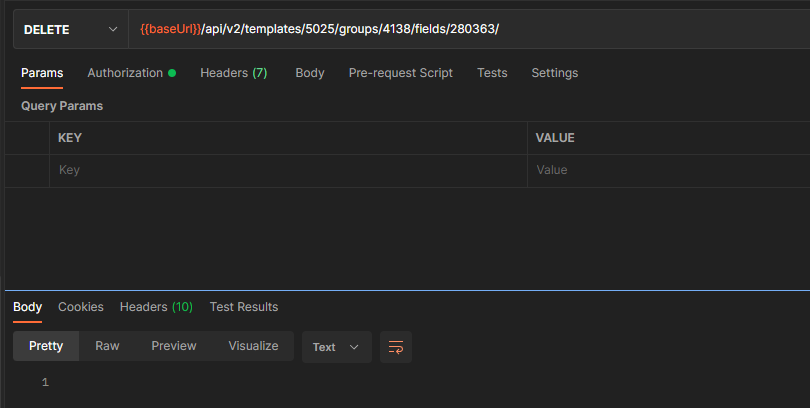 DELETE {{baseUrl}}/api/v2/templates/5025/groups/4138/fields/280363/
Params Authorization Headers (7) Body Pre-request Script Tests Settings
Query Params
KEY VALUE
Key Value
Body Cookies Headers (10) Test Results
Pretty Raw Preview Visualize Text
1